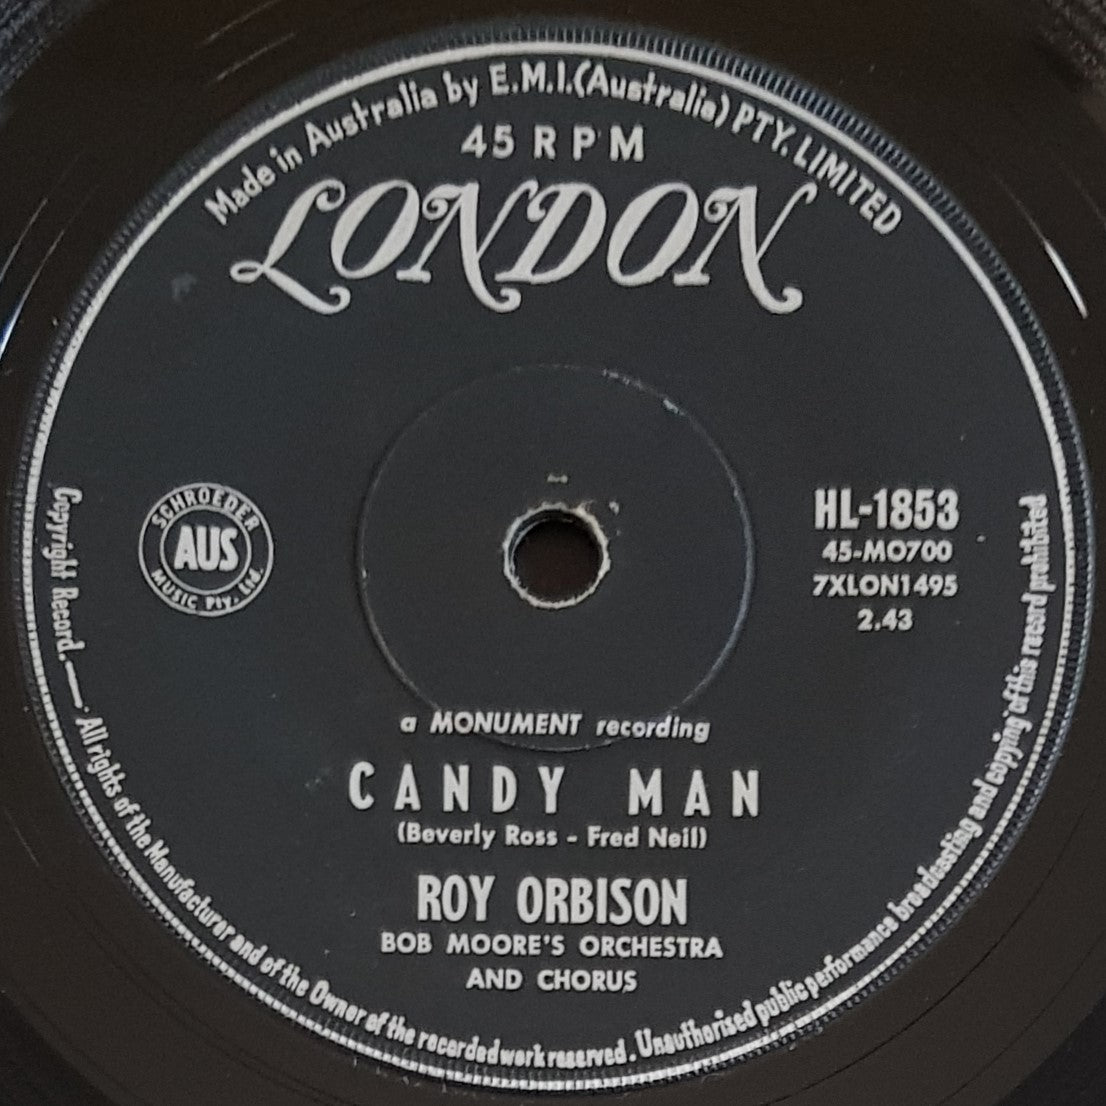 Made in Australia by E.M.I.(Australia) PTY. LIMITED
45 RPM
LONDON
SCHROEDER
AUS
MUSIC Pty. Ltd.
HL-1853
45-MO700
7XLON1495
2.43
a MONUMENT recording
CANDY MAN
(Beverly Ross - Fred Neil)
ROY ORBISON
BOB MOORE'S ORCHESTRA
AND CHORUS
Copyright Record.— All rights of the Manufacturer and of the Owner of the recorded work reserved. Unauthorised public performance broadcasting and copying of this record prohibited